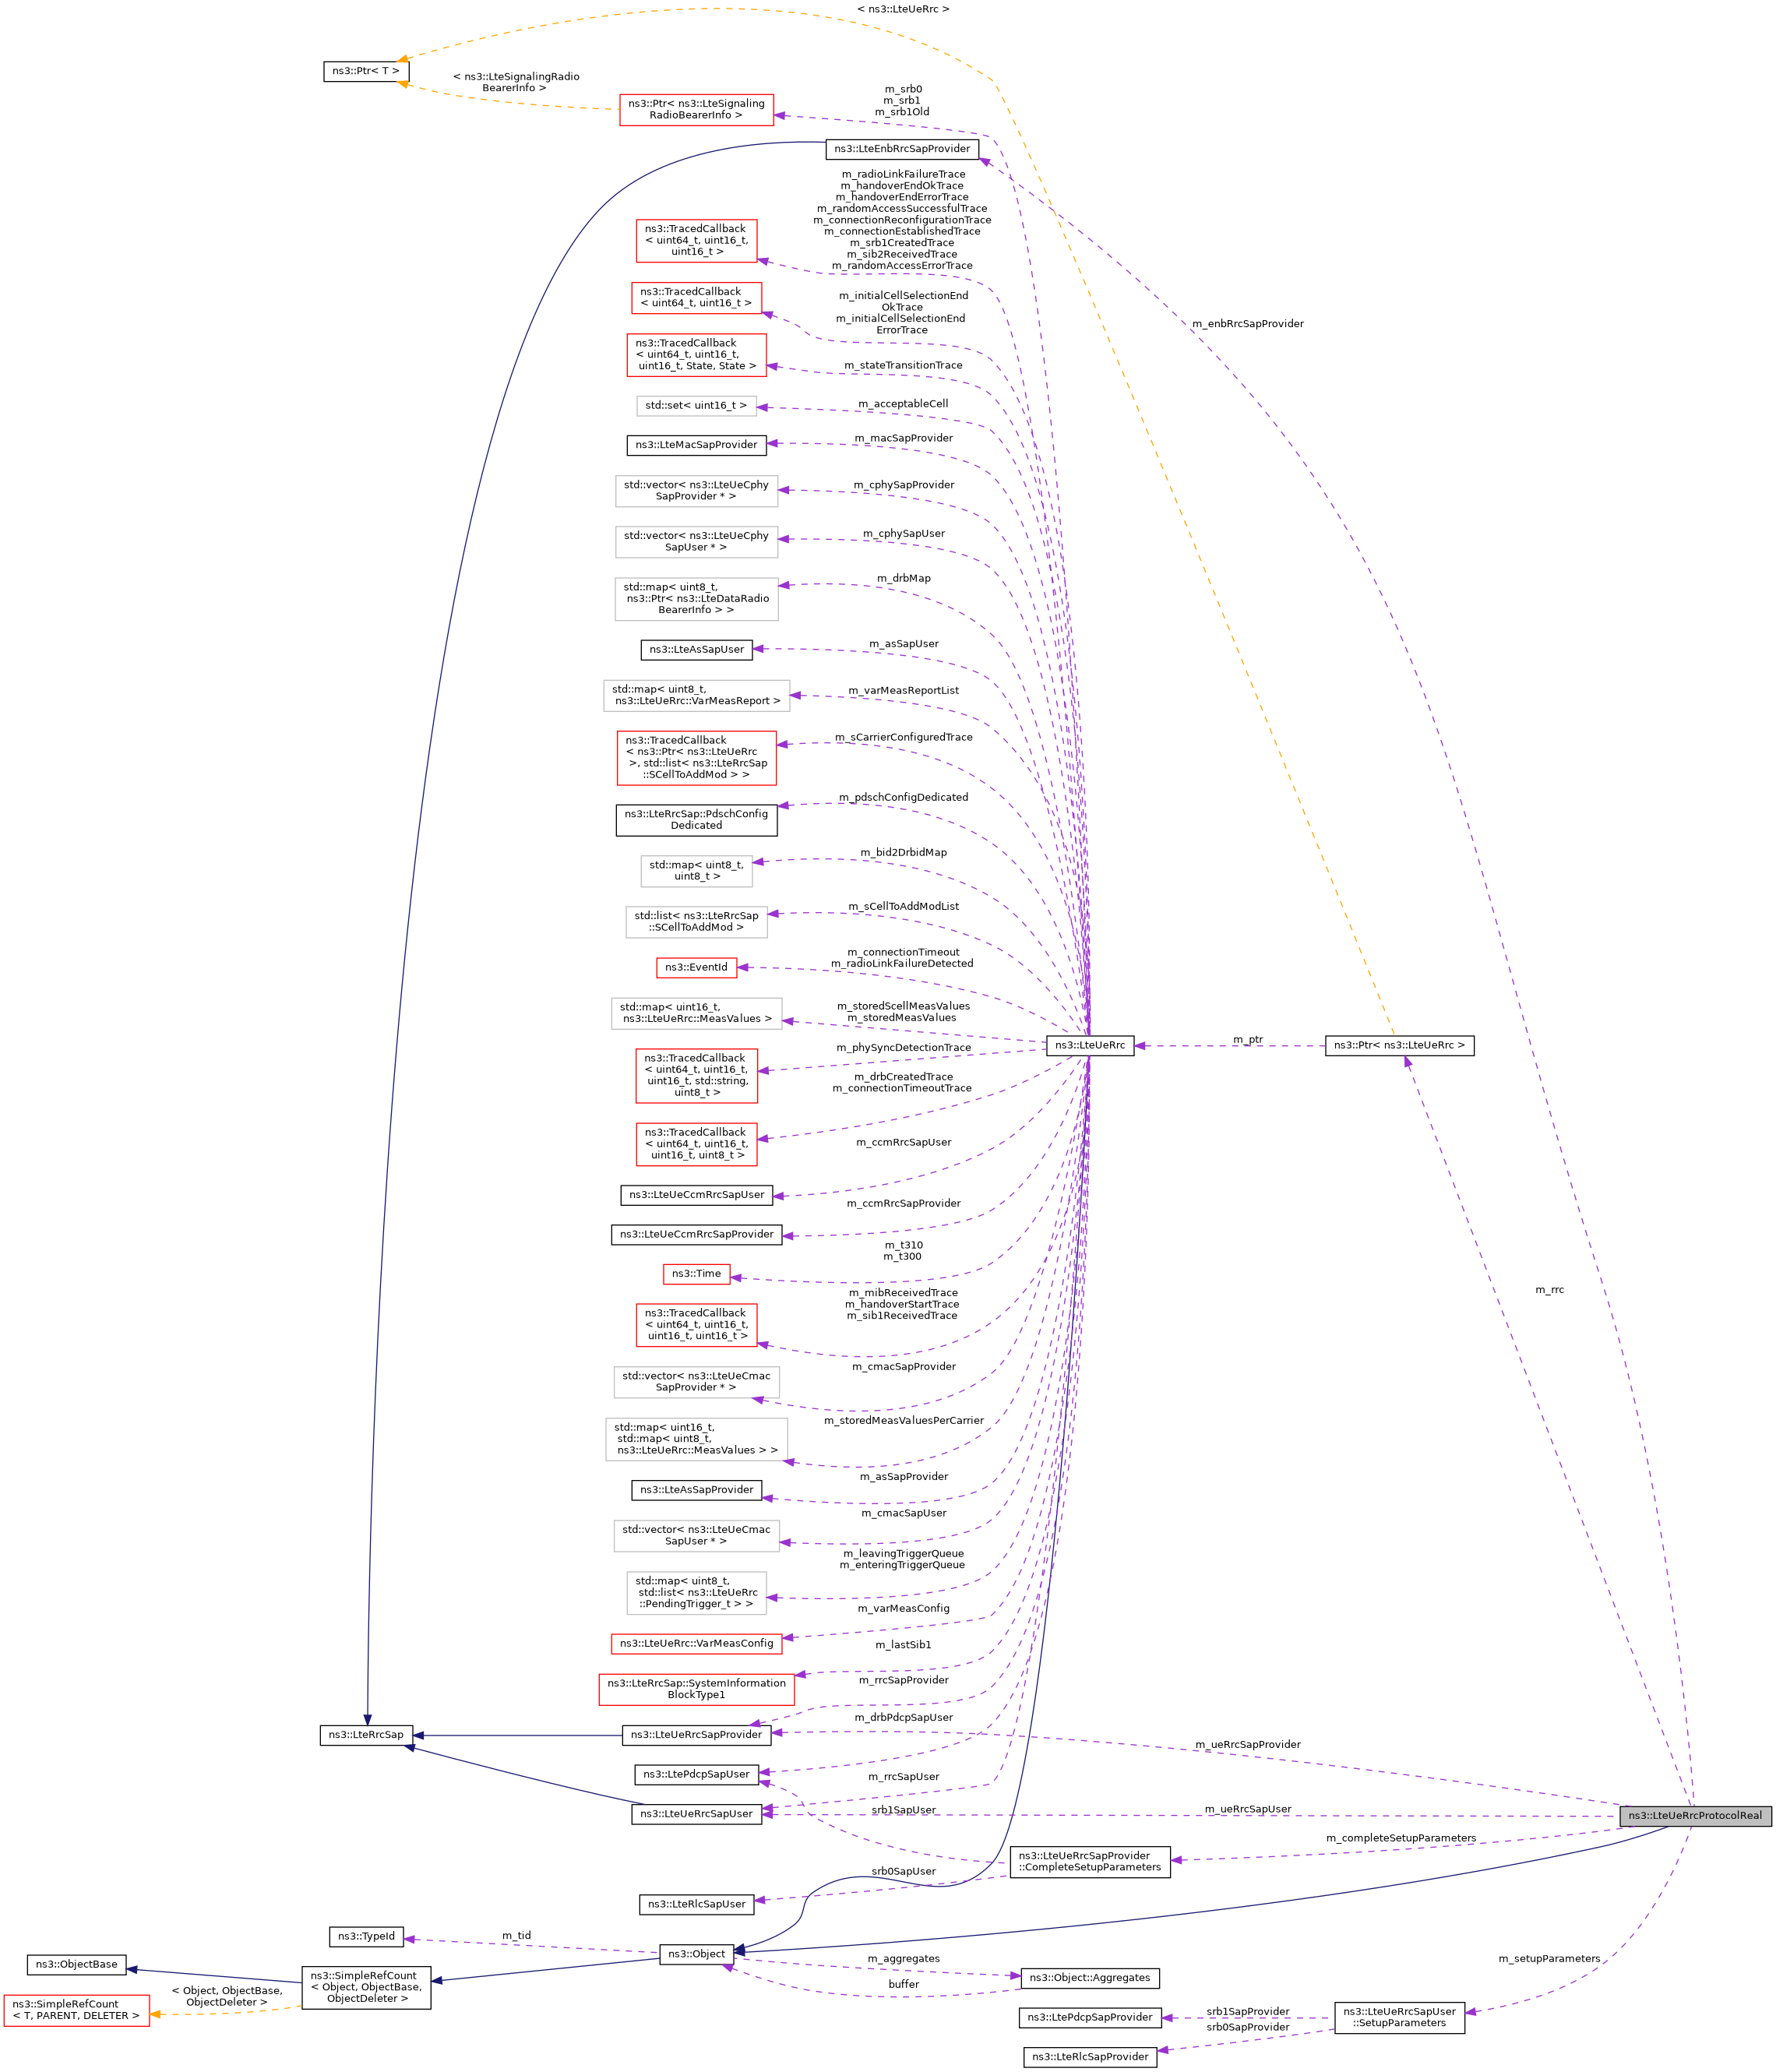 < ns3::LteUeRrc >
ns3::Ptr< T >
< ns3::LteSignalingRadio
BearerInfo >
ns3::Ptr< ns3::LteSignaling
RadioBearerInfo >
m_srb0
m_srb1
m_srb1Old
ns3::LteEnbRrcSapProvider
m_radioLinkFailureTrace
m_handoverEndOkTrace
m_handoverEndErrorTrace
m_randomAccessSuccessfulTrace
m_connectionReconfigurationTrace
m_connectionEstablishedTrace
m_srb1CreatedTrace
m_sib2ReceivedTrace
m_randomAccessErrorTrace
ns3::TracedCallback
< uint64_t, uint16_t,
uint16_t >
ns3::TracedCallback
< uint64_t, uint16_t >
m_initialCellSelectionEnd
OkTrace
m_initialCellSelectionEnd
ErrorTrace
m_enbRrcSapProvider
ns3::TracedCallback
< uint64_t, uint16_t,
uint16_t, State, State >
m_stateTransitionTrace
std::set< uint16_t >
m_acceptableCell
ns3::LteMacSapProvider
m_macSapProvider
std::vector< ns3::LteUeCphy
SapProvider * >
m_cphySapProvider
std::vector< ns3::LteUeCphy
SapUser * >
m_cphySapUser
std::map< uint8_t,
ns3::Ptr< ns3::LteDataRadio
BearerInfo > >
m_drbMap
ns3::LteAsSapUser
m_asSapUser
std::map< uint8_t,
ns3::LteUeRrc::VarMeasReport >
m_varMeasReportList
ns3::TracedCallback
< ns3::Ptr< ns3::LteUeRrc
>, std::list< ns3::LteRrcSap
::SCellToAddMod > >
m_sCarrierConfiguredTrace
ns3::LteRrcSap::PdschConfig
Dedicated
m_pdschConfigDedicated
std::map< uint8_t,
uint8_t >
m_bid2DrbidMap
std::list< ns3::LteRrcSap
::SCellToAddMod >
m_sCellToAddModList
ns3::EventId
m_connectionTimeout
m_radioLinkFailureDetected
std::map< uint16_t,
ns3::LteUeRrc::MeasValues >
m_storedScellMeasValues
m_storedMeasValues
ns3::LteUeRrc
m_ptr
ns3::Ptr< ns3::LteUeRrc >
ns3::TracedCallback
< uint64_t, uint16_t,
uint16_t, std::string,
uint8_t >
m_phySyncDetectionTrace
m_drbCreatedTrace
m_connectionTimeoutTrace
ns3::TracedCallback
< uint64_t, uint16_t,
uint16_t, uint8_t >
m_ccmRrcSapUser
ns3::LteUeCcmRrcSapUser
m_ccmRrcSapProvider
ns3::LteUeCcmRrcSapProvider
m_t310
m_t300
ns3::Time
m_rrc
m_mibReceivedTrace
m_handoverStartTrace
m_sib1ReceivedTrace
ns3::TracedCallback
< uint64_t, uint16_t,
uint16_t, uint16_t >
m_cmacSapProvider
std::vector< ns3::LteUeCmac
SapProvider * >
m_storedMeasValuesPerCarrier
std::map< uint16_t,
std::map< uint8_t,
ns3::LteUeRrc::MeasValues > >
m_asSapProvider
ns3::LteAsSapProvider
m_cmacSapUser
std::vector< ns3::LteUeCmac
SapUser * >
m_leavingTriggerQueue
m_enteringTriggerQueue
std::map< uint8_t,
std::list< ns3::LteUeRrc
::PendingTrigger_t > >
m_varMeasConfig
ns3::LteUeRrc::VarMeasConfig
m_lastSib1
ns3::LteRrcSap::SystemInformation
BlockType1
m_rrcSapProvider
ns3::LteRrcSap
ns3::LteUeRrcSapProvider
m_drbPdcpSapUser
m_ueRrcSapProvider
ns3::LtePdcpSapUser
m_rrcSapUser
ns3::LteUeRrcSapUser
srb1SapUser
m_ueRrcSapUser
ns3::LteUeRrcProtocolReal
m_completeSetupParameters
ns3::LteUeRrcSapProvider
::CompleteSetupParameters
srb0SapUser
ns3::LteRlcSapUser
ns3::TypeId
m_tid
ns3::Object
m_aggregates
m_setupParameters
ns3::ObjectBase
ns3::SimpleRefCount
< Object, ObjectBase,
ObjectDeleter >
buffer
ns3::Object::Aggregates
< Object, ObjectBase,
ObjectDeleter >
ns3::SimpleRefCount
< T, PARENT, DELETER >
ns3::LtePdcpSapProvider
srb1SapProvider
srb0SapProvider
ns3::LteUeRrcSapUser
::SetupParameters
ns3::LteRlcSapProvider